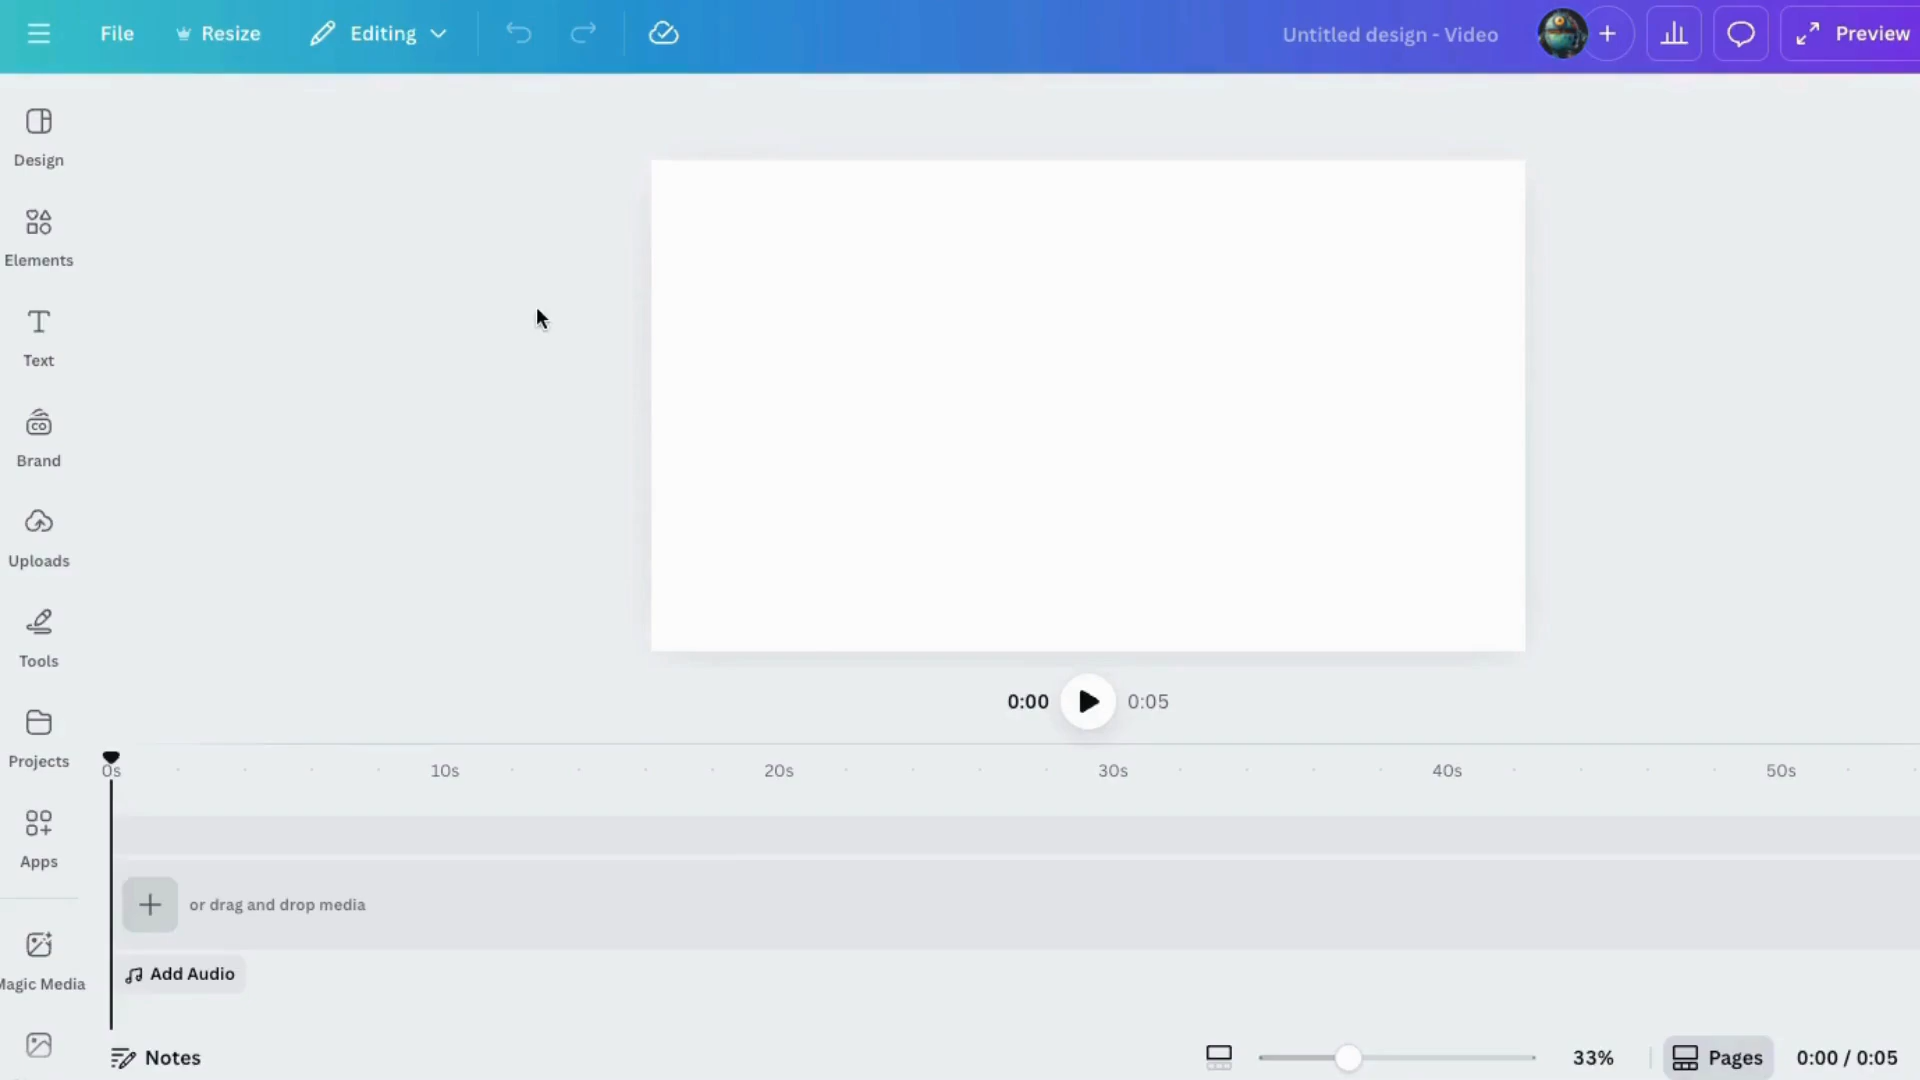 File
Resize
Editing
Untitled design - Video
Preview
Design
Elements
Text
Brand
Uploads
Tools
Projects
Apps
Magic Media
0:00
0:05
0s
10s
20s
30s
40s
50s
or drag and drop media
Add Audio
Notes
33%
Pages
0:00 / 0:05